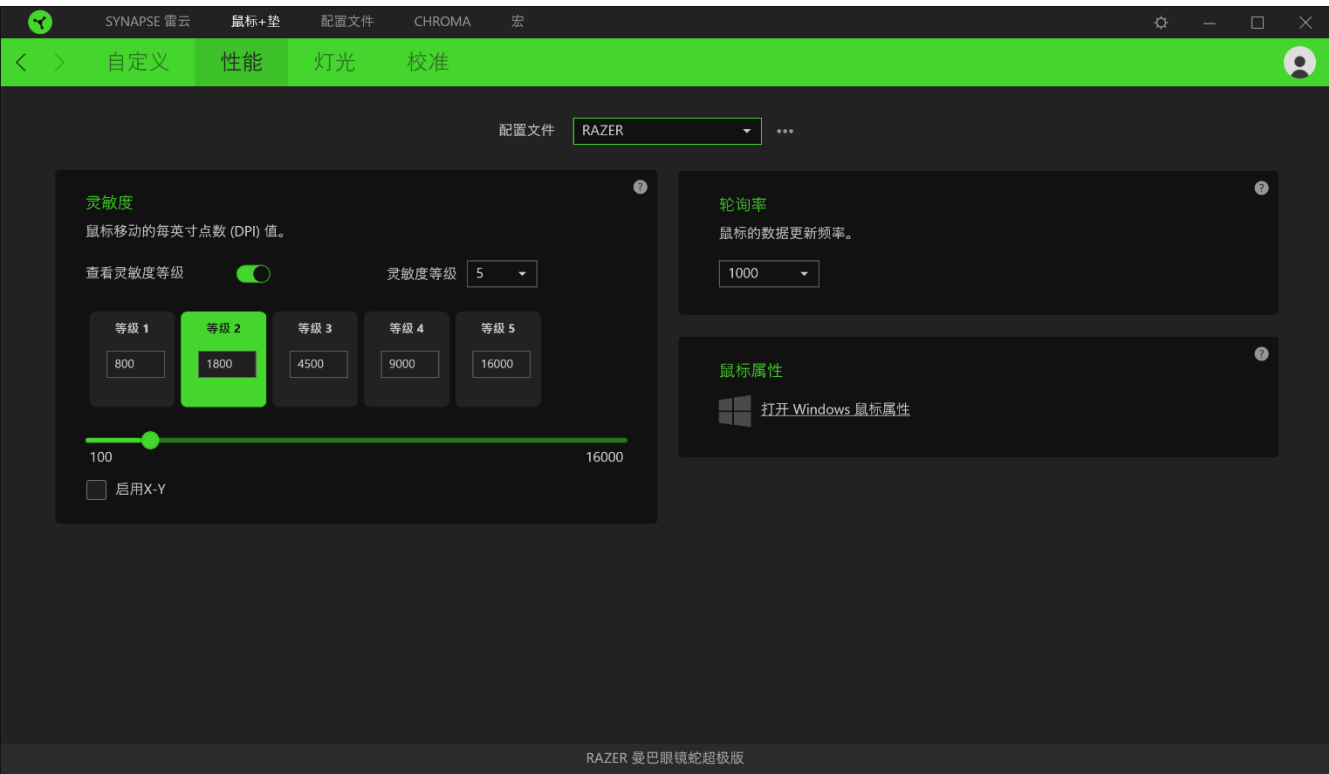 SYNAPSE 雷云 鼠标+垫 配置文件 CHROMA 宏
自定义 性能 灯光 校准
配置文件 RAZER
灵敏度
鼠标移动的每英寸点数 (DPI) 值。
查看灵敏度等级 灵敏度等级 5
等级 1 等级 2 等级 3 等级 4 等级 5
800 1800 4500 9000 16000
100 16000
启用X-Y
轮询率
鼠标的数据更新频率。
1000
鼠标属性
打开 Windows 鼠标属性
RAZER 曼巴眼镜蛇超极版